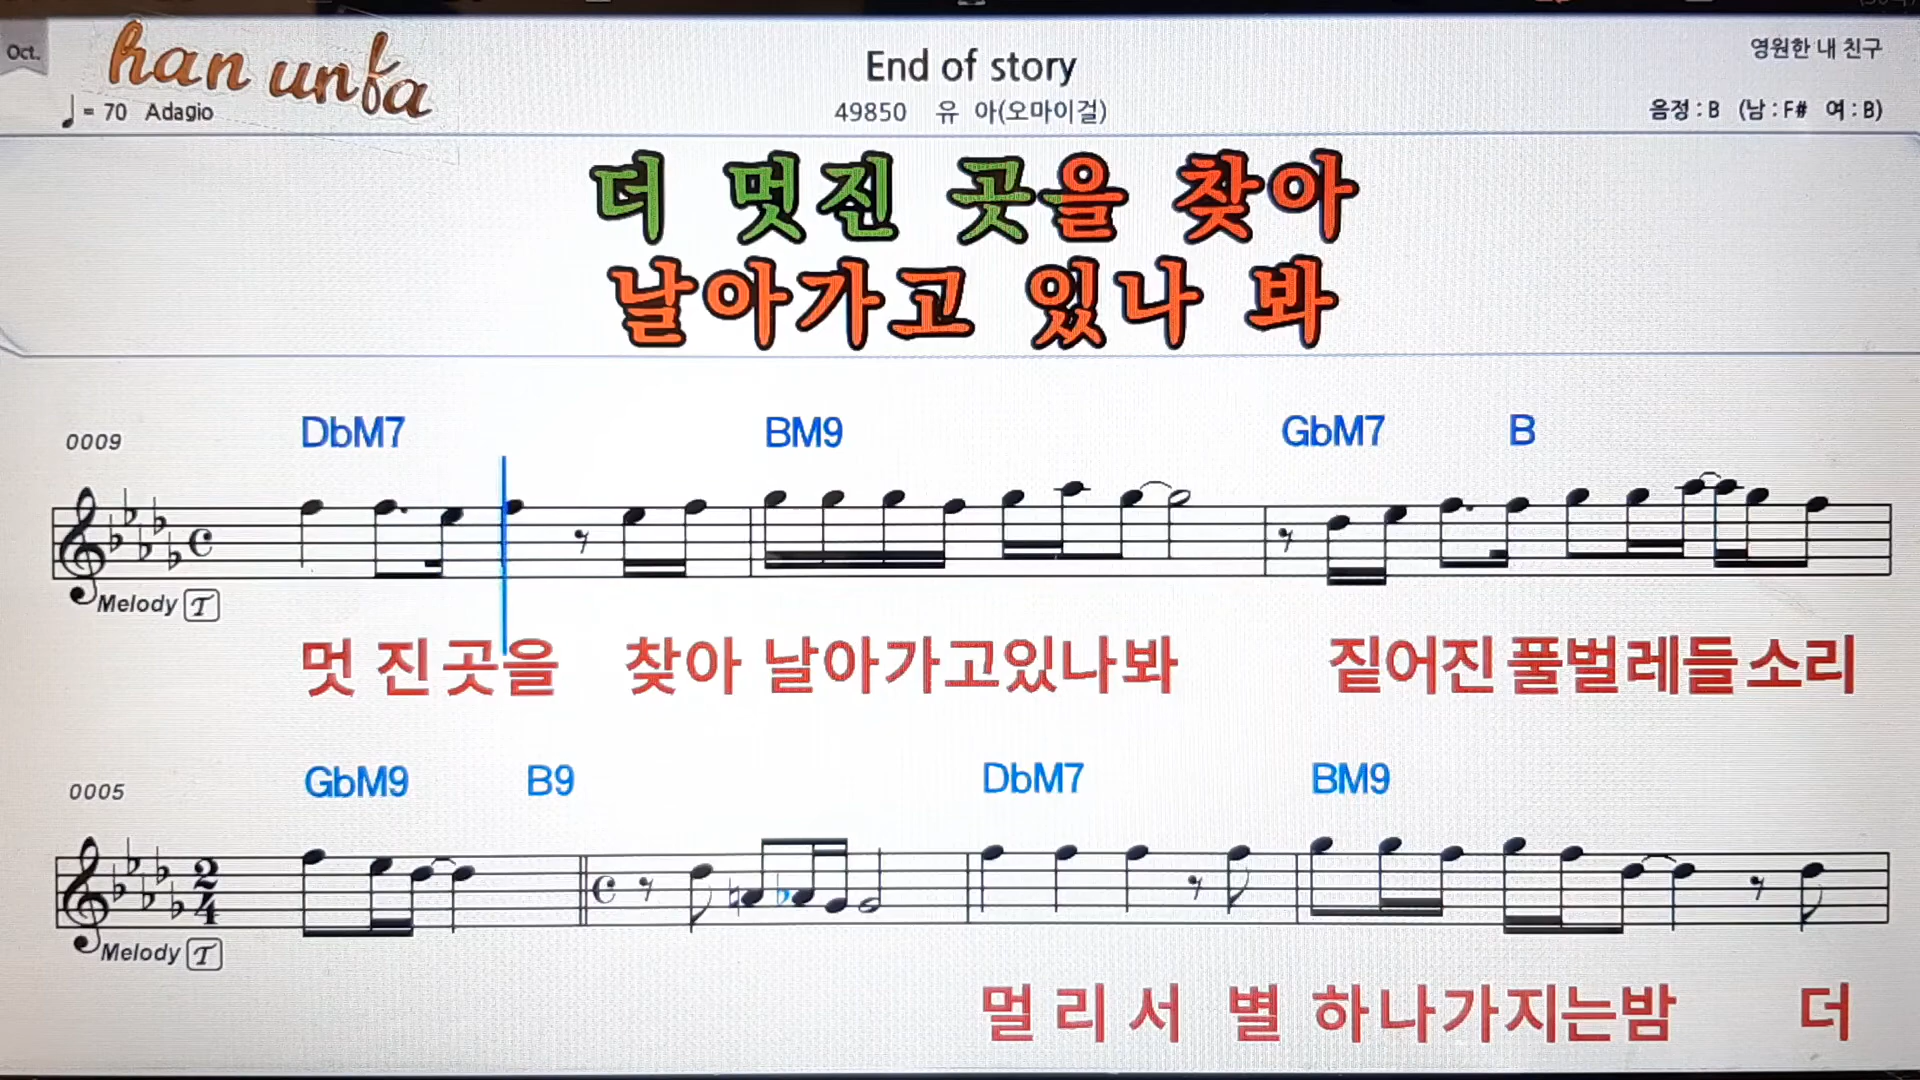 Oct.
han unfa
End of story
영원한 내 친구
= 70 Adagio
49850 유 아(오마이걸)
음정 : B (남 : F# 여 : B)
더 멋진 곳을 찾아
날아가고 있나 봐
0009
DbM7 BM9 GbM7 B
Melody T
멋 진곳을 찾아 날아가고있나봐 짙어진풀벌레들소리
0005
GbM9 B9 DbM7 BM9
2
4
Melody T
멀 리 서 별 하나가지는밤 더